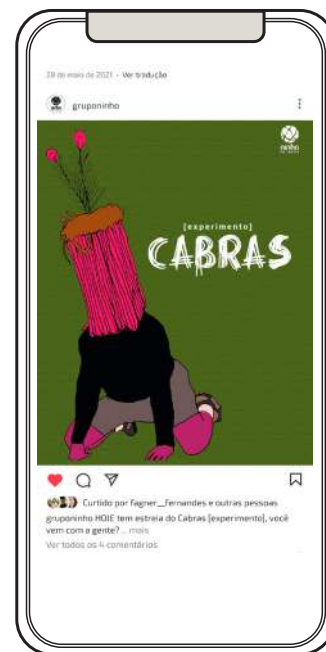 28 de maio de 2021 • Ver tradução
gruponinho
ninho
[experimento]
CABRAS
Curtido por fagner__fernandes e outras pessoas
gruponinho HOJE tem estreia do Cabras [experimento], você
vem com a gente? ... mais
Ver todos os 4 comentários